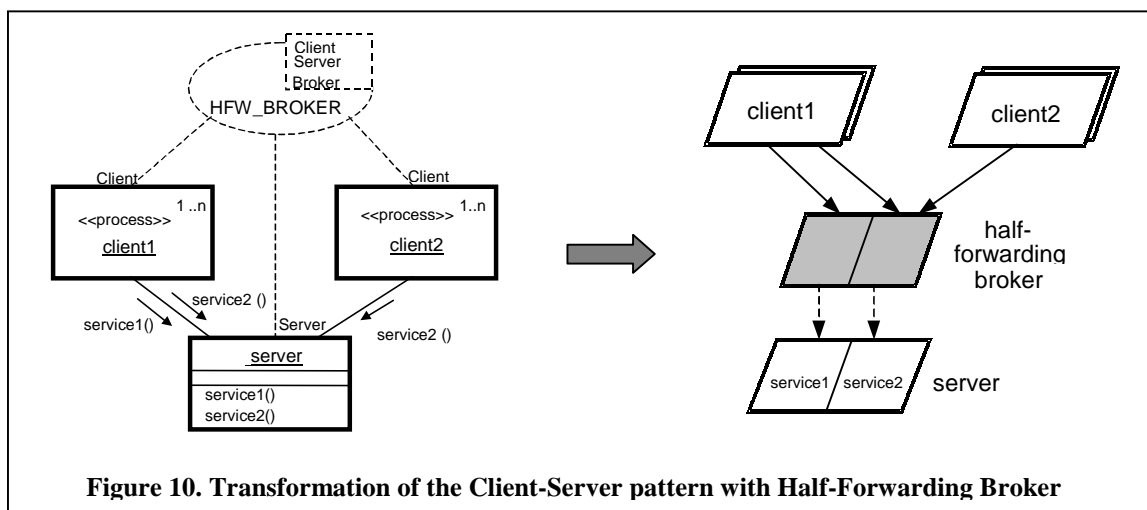 Client
Server
Broker
HFW_BROKER
Client
Client
1 ..n
<<process>>
client1
1..n
<<process>>
client2
service2 ()
service1()
Server
service2 ()
server
service1()
service2()
client1
client2
half-
forwarding
broker
service1
service2
server
Figure 10. Transformation of the Client-Server pattern with Half-Forwarding Broker